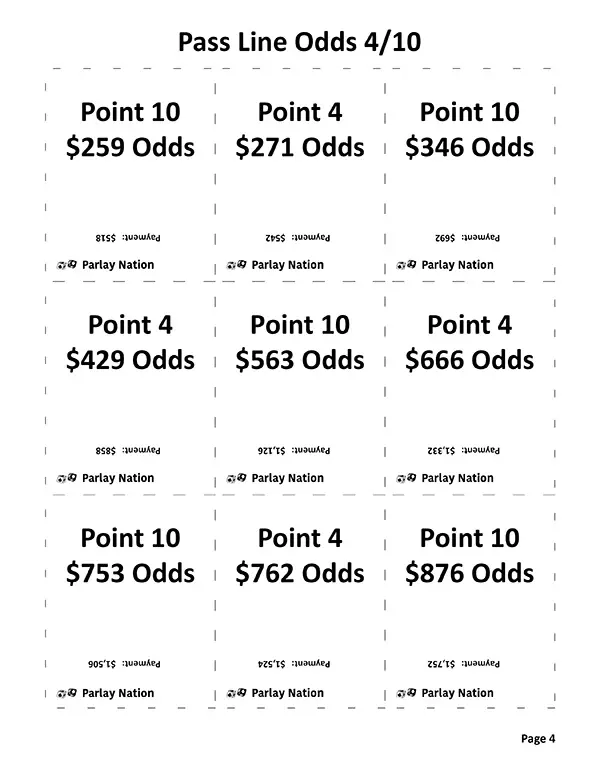 Pass Line Odds 4/10
Point 10
$259 Odds
Payment: $518
Parlay Nation
Point 4
$271 Odds
Payment: $542
Parlay Nation
Point 10
$346 Odds
Payment: $692
Parlay Nation
Point 4
$429 Odds
Payment: $858
Parlay Nation
Point 10
$563 Odds
Payment: $1,126
Parlay Nation
Point 4
$666 Odds
Payment: $1,332
Parlay Nation
Point 10
$753 Odds
Payment: $1,506
Parlay Nation
Point 4
$762 Odds
Payment: $1,524
Parlay Nation
Point 10
$876 Odds
Payment: $1,752
Parlay Nation
Page 4